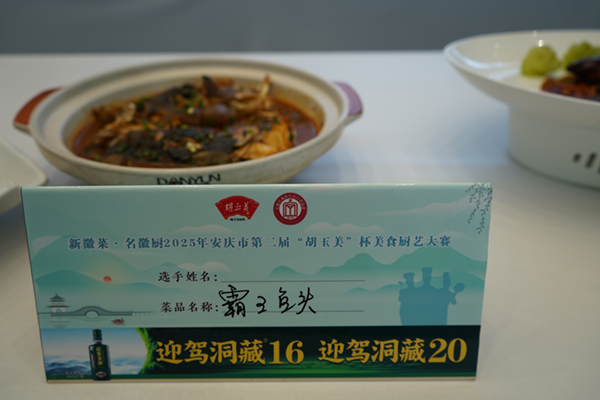 DANYUN
胡玉美
新徽菜·名徽厨2025年安庆市第二届“胡玉美”杯美食厨艺大赛
选手姓名:
菜品名称: 霸王鱼头
迎驾洞藏16 迎驾洞藏20